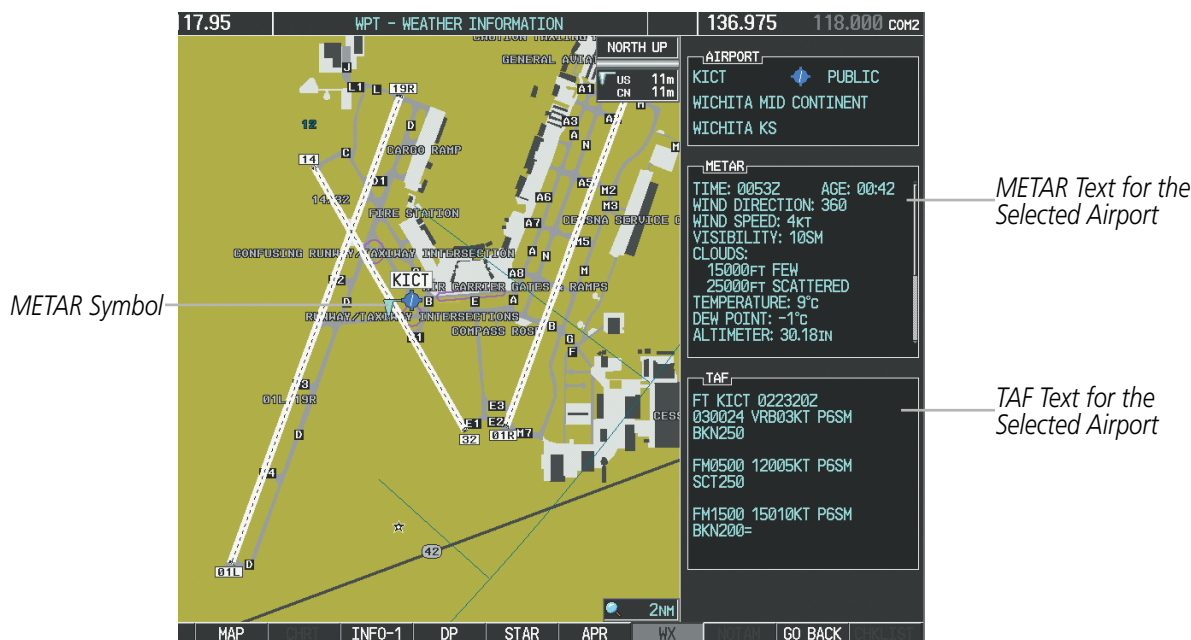 17.95
WPT – WEATHER INFORMATION
136.975
118.000 COM2
GENERAL AVIA
NORTH UP
US 11m
CN 11m
J
L1
L
19R
A1
H
12
D
A3
A
CARGO RAMP
N
M
14
C
D1
A5
M2
A6
M3
FIRE STATION
A7
CESSNA SERVICE C
M5
CONFUSING RUNWAY/TAXIWAY INTERSECTION
A
N
A8
M
KICT
AIR CARRIER GATES & RAMPS
D
B
E
A
RUNWAY/TAXIWAY INTERSECTIONS
COMPASS ROSE
B
G
F
01L/19R
E3
CESS
E1
E2
D
32
01R
M7
42
01L
D
2NM
AIRPORT
KICT
PUBLIC
WICHITA MID CONTINENT
WICHITA KS
METAR
TIME: 0053Z AGE: 00:42
WIND DIRECTION: 360
WIND SPEED: 4KT
VISIBILITY: 10SM
CLOUDS:
15000FT FEW
25000FT SCATTERED
TEMPERATURE: 9°C
DEW POINT: -1°C
ALTIMETER: 30.18IN
TAF
FT KICT 022320Z
030024 VRB03KT P6SM
BKN250
FM0500 12005KT P6SM
SCT250
FM1500 15010KT P6SM
BKN200=
MAP
INFO-1
DP
STAR
APR
WX
NOTAM
GO BACK
METAR Symbol
METAR Text for the
Selected Airport
TAF Text for the
Selected Airport